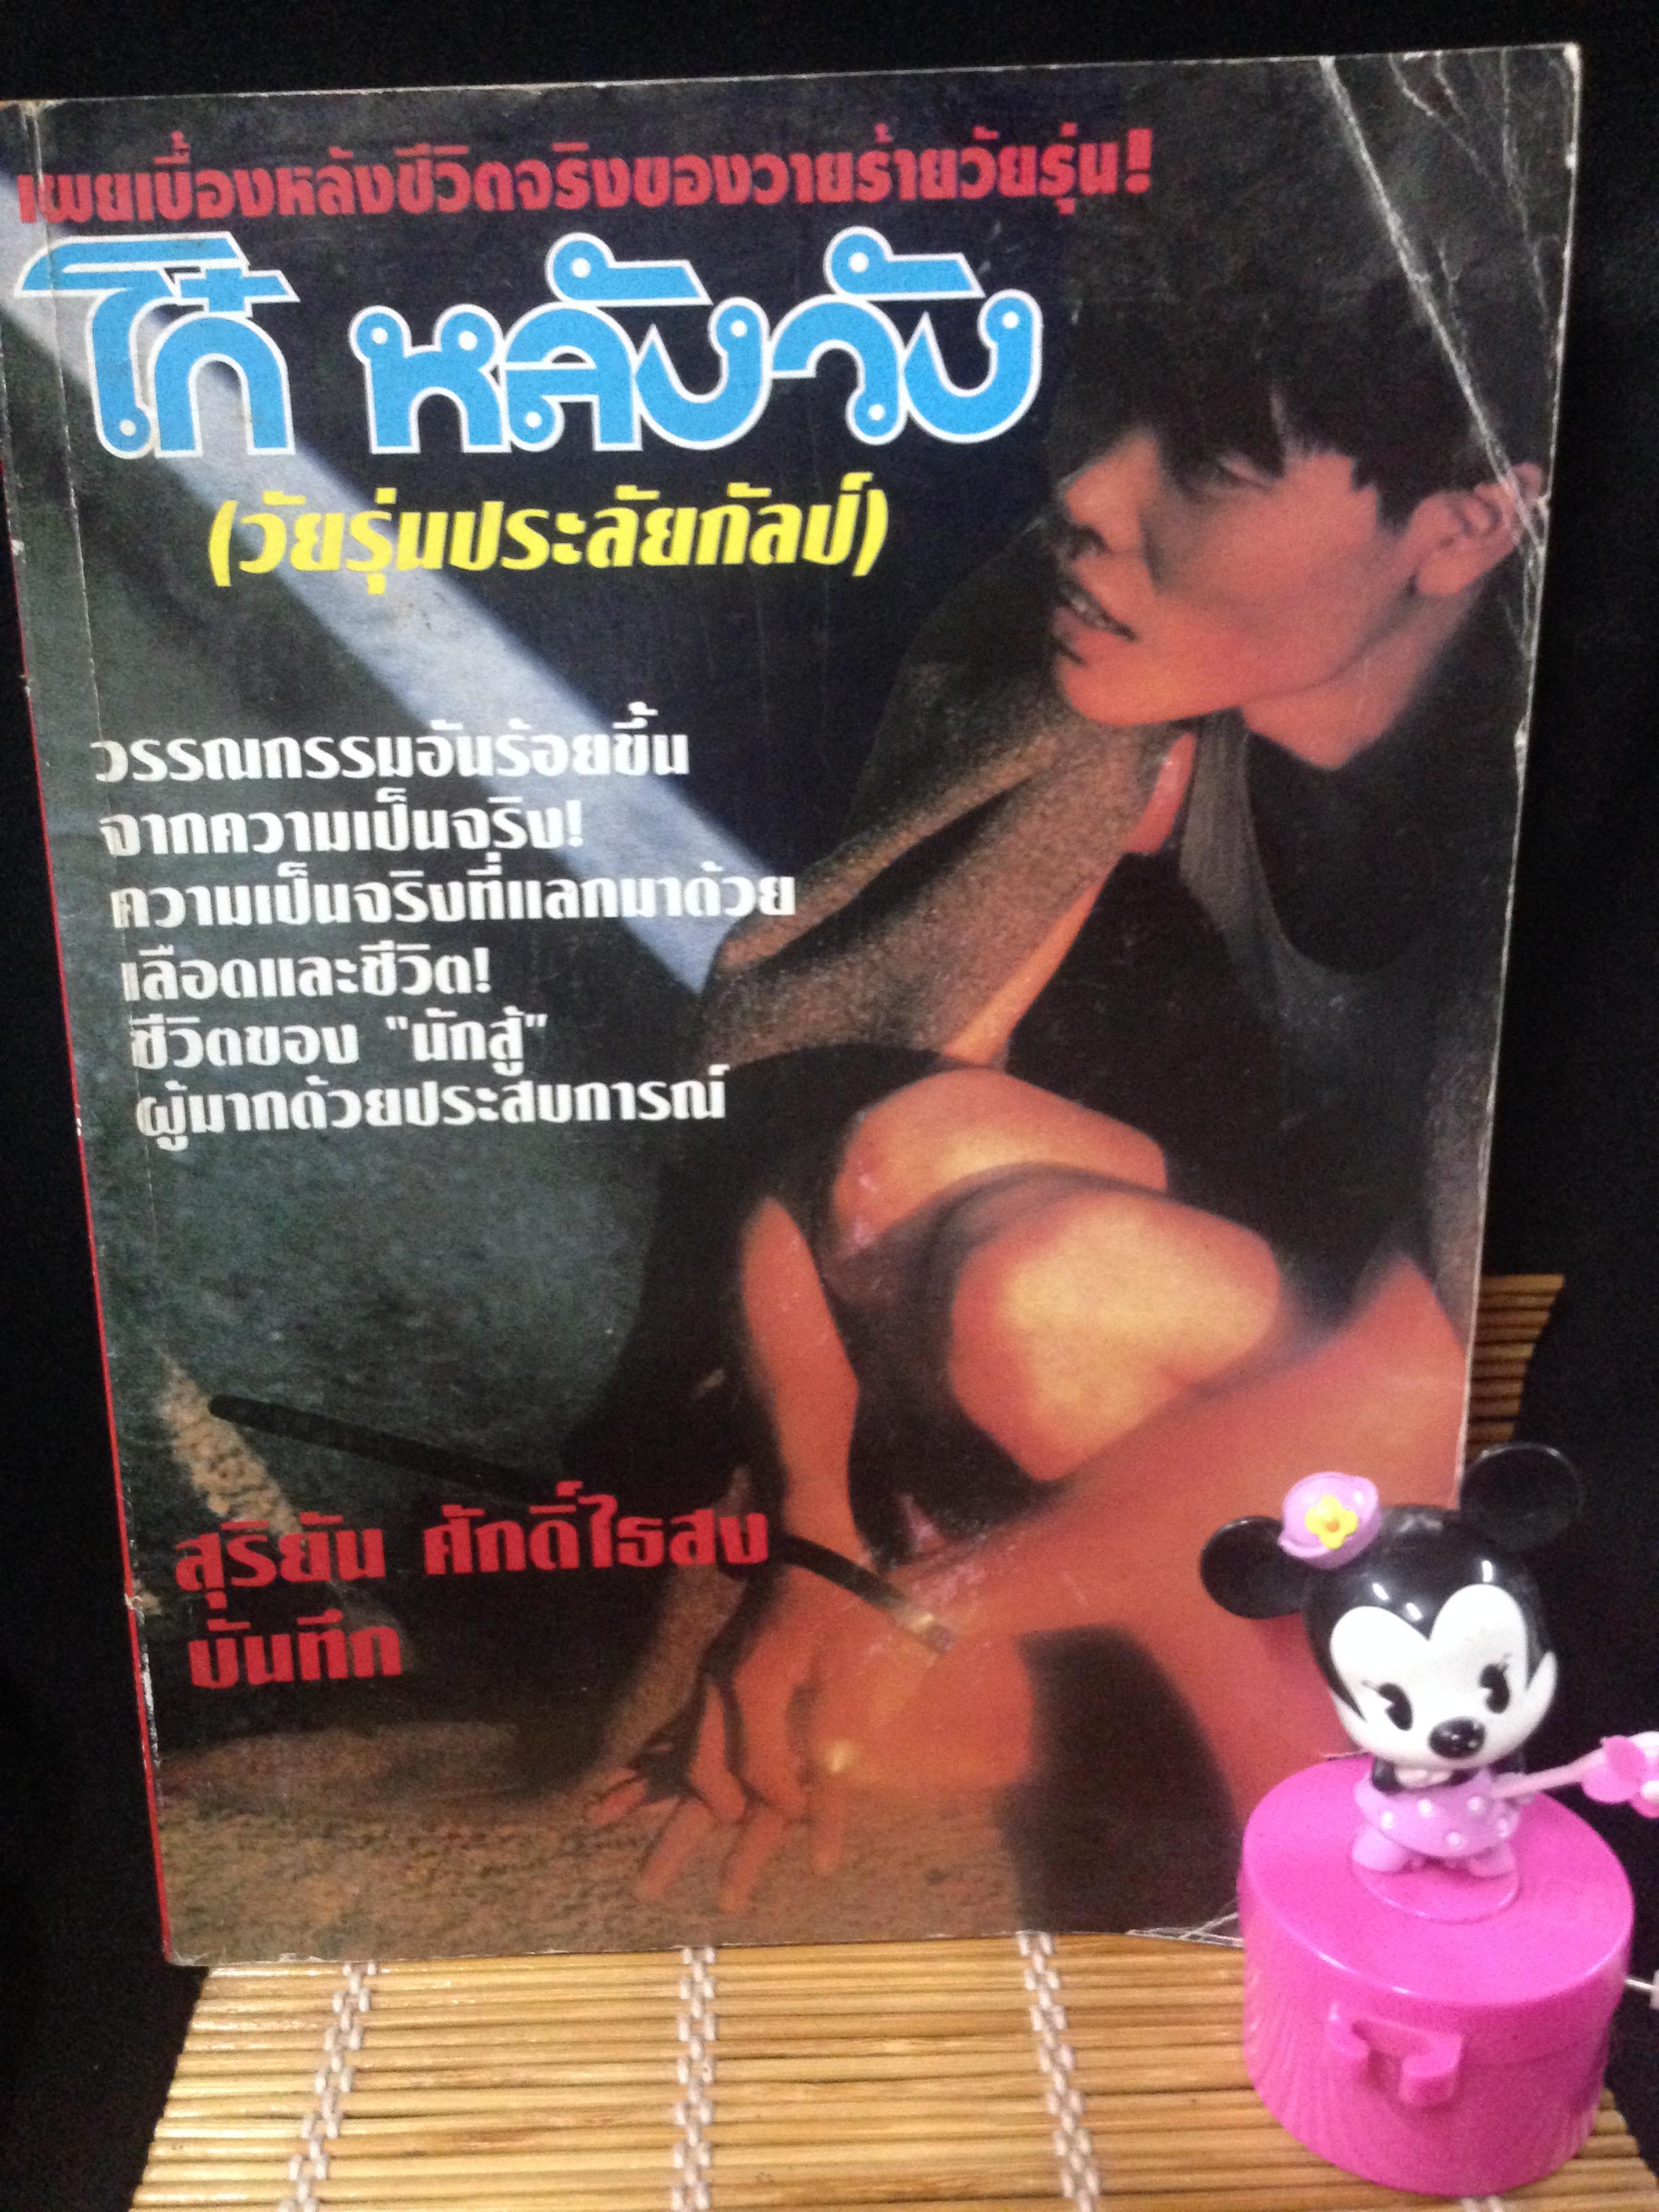 เผยเบื้องหลังชีวิตจริงของวายร้ายวัยรุ่น!
โก๋ หลังวัง
(วัยรุ่นประลัยกัลป์)
วรรณกรรมอันร้อยขึ้น
จากความเป็นจริง!
ความเป็นจริงที่แลกมาด้วย
เลือดและชีวิต!
ชีวิตของ "นักสู้"
ผู้มากด้วยประสบการณ์
สุริยัน ศักดิ์ไธสง
บันทึก